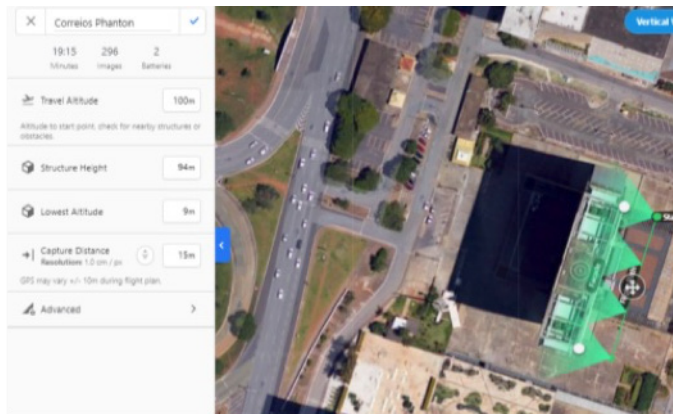 Correios Phanton
19:15 296 2
Minutes Images Batteries
Travel Altitude 100m
Altitude to start point, check for nearby structures or
obstacles.
Structure Height 94m
Lowest Altitude 9m
Capture Distance 15m
Resolution: 1.0 cm / px
GPS may vary +/- 10m during flight plan.
Advanced
Vertical